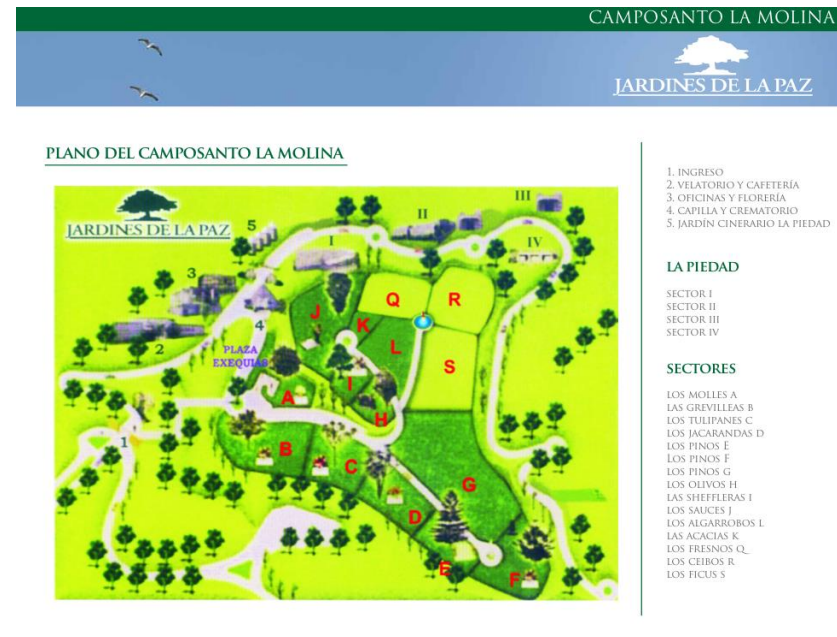 CAMPOSANTO LA MOLINA
JARDINES DE LA PAZ
PLANO DEL CAMPOSANTO LA MOLINA
JARDINES DE LA PAZ
5
I
II
III
IV
3
4
2
PLAZA
EXEQUIAS
1
Q
R
J
K
L
S
I
A
H
B
C
G
D
E
F
1. INGRESO
2. VELATORIO Y CAFETERÍA
3. OFICINAS Y FLORERÍA
4. CAPILLA Y CREMATORIO
5. JARDÍN CINERARIO LA PIEDAD
LA PIEDAD
SECTOR I
SECTOR II
SECTOR III
SECTOR IV
SECTORES
LOS MOLLES A
LAS GREVILLEAS B
LOS TULIPANES C
LOS JACARANDAS D
LOS PINOS E
LOS PINOS F
LOS PINOS G
LOS OLIVOS H
LAS SHEFFLERAS I
LOS SAUCES J
LOS ALGARROBOS L
LAS ACACIAS K
LOS FRESNOS Q
LOS CEIBOS R
LOS FICUS S